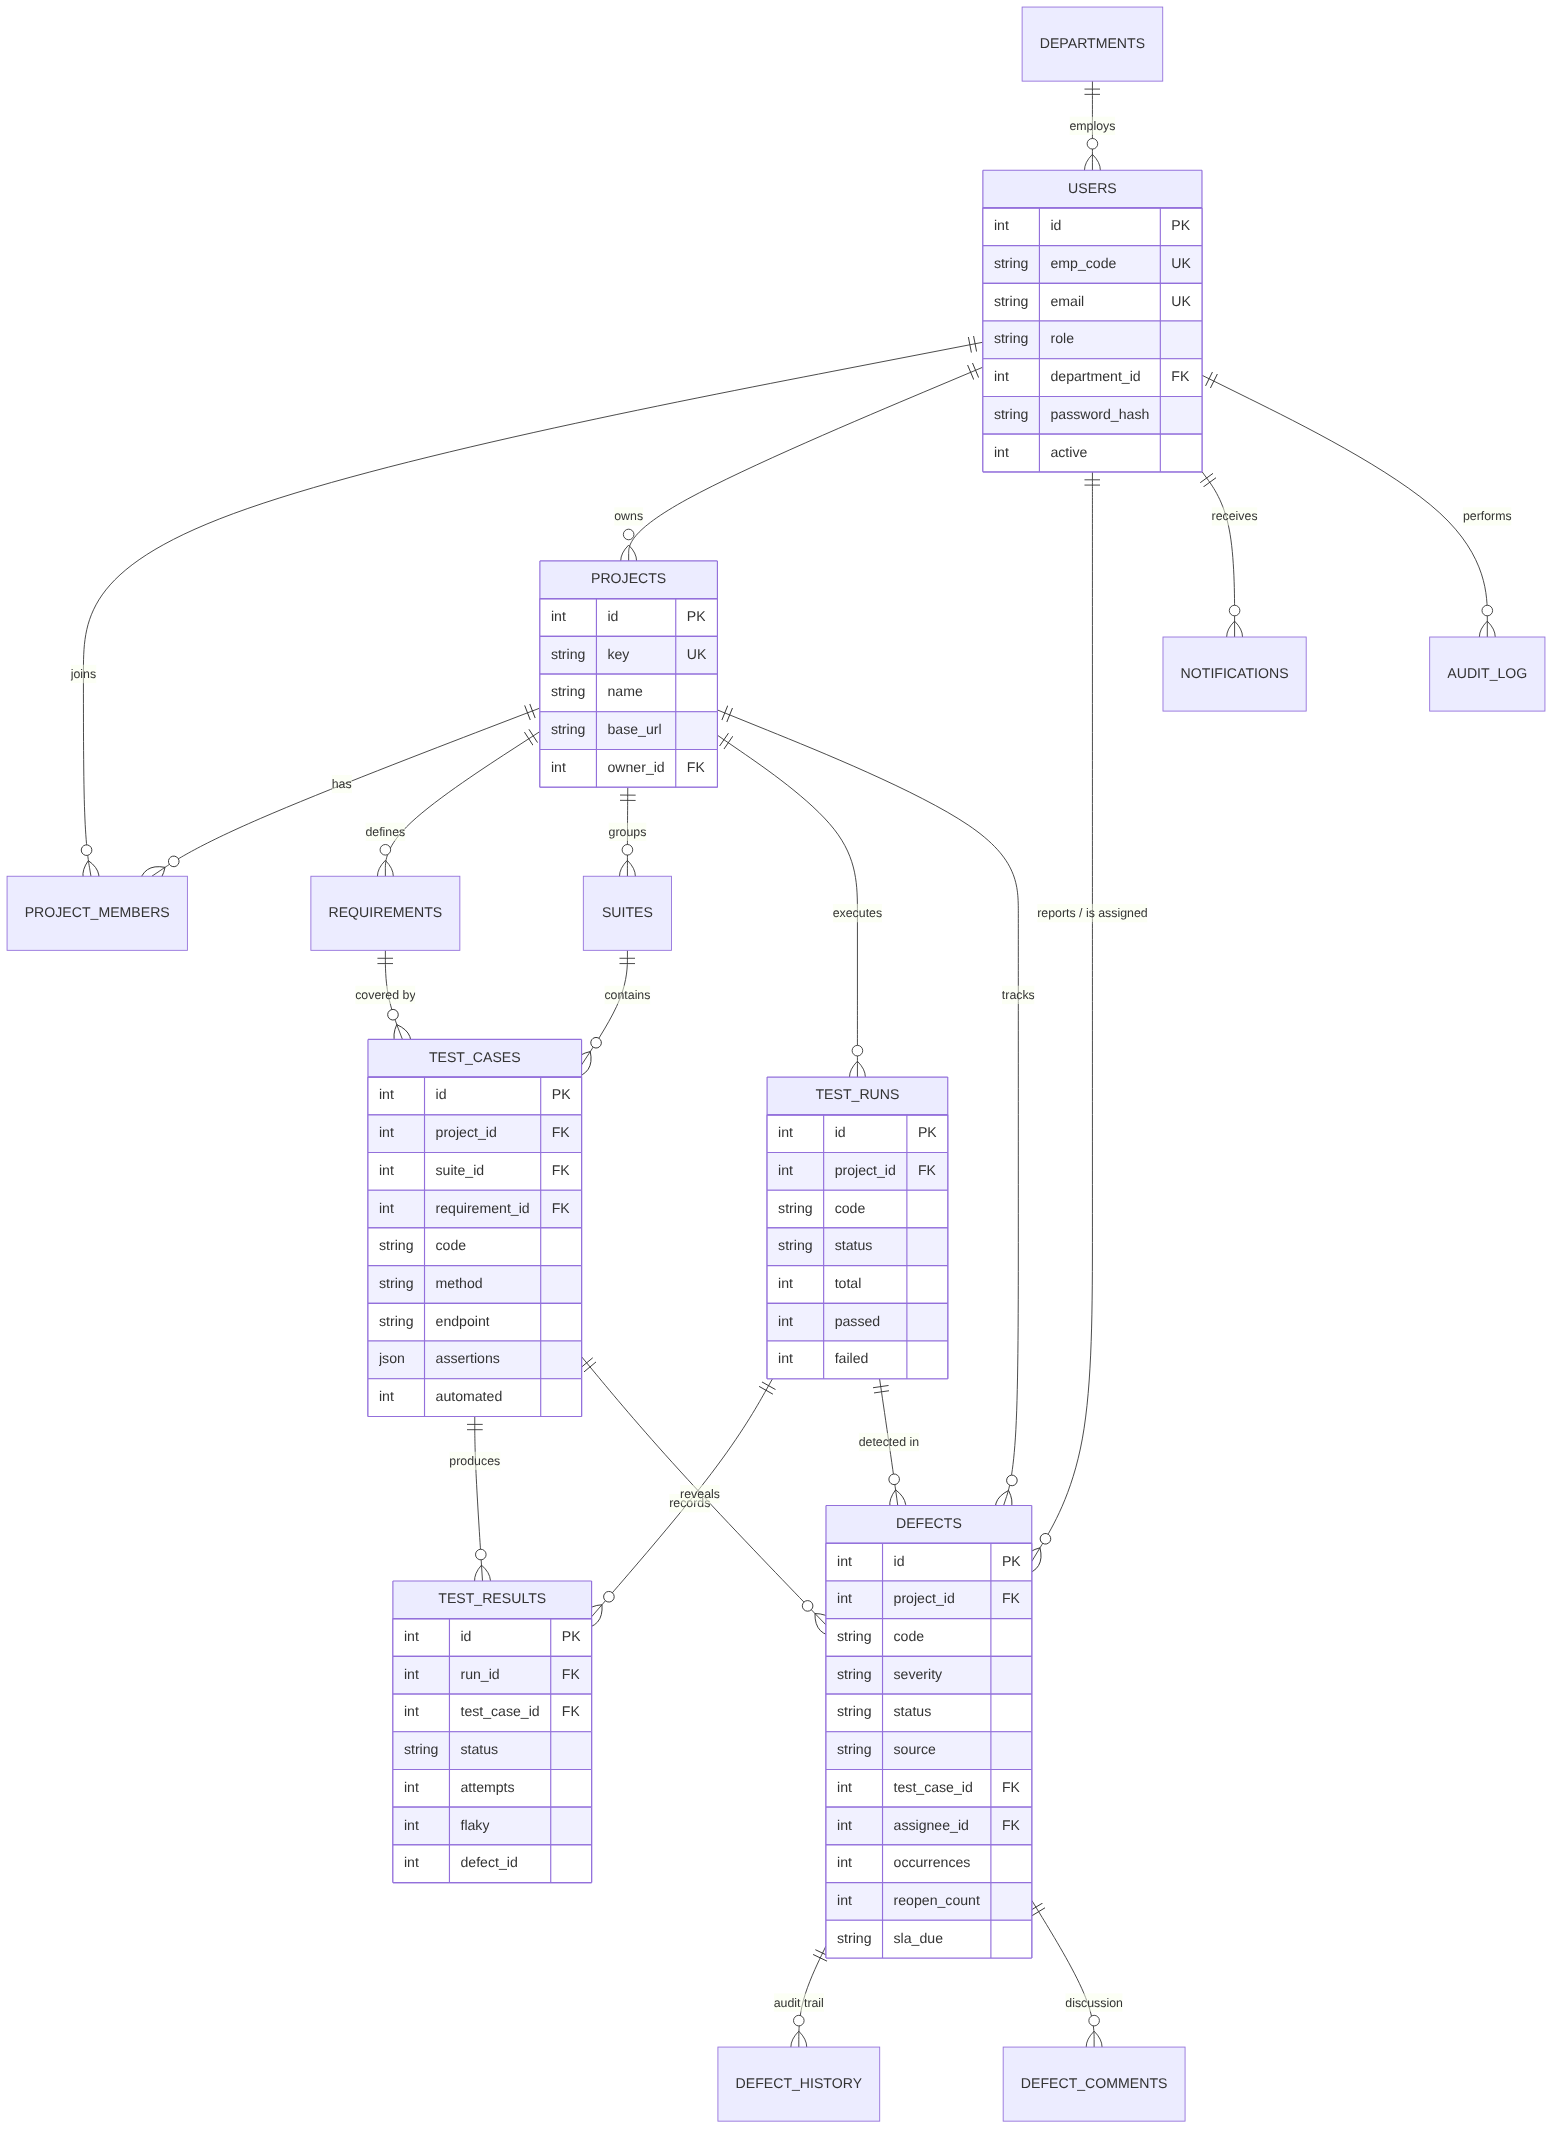 DEPARTMENTS
employs
USERS
int id PK
string emp_code UK
string email UK
string role
int department_id FK
string password_hash
int active
owns
receives
performs
PROJECTS
int id PK
string key UK
string name
string base_url
int owner_id FK
joins
NOTIFICATIONS
AUDIT_LOG
has
defines
groups
PROJECT_MEMBERS
REQUIREMENTS
SUITES
executes
reports / is assigned
covered by
contains
tracks
TEST_CASES
int id PK
int project_id FK
int suite_id FK
int requirement_id FK
string code
string method
string endpoint
json assertions
int automated
TEST_RUNS
int id PK
int project_id FK
string code
string status
int total
int passed
int failed
produces
detected in
reveals
records
TEST_RESULTS
int id PK
int run_id FK
int test_case_id FK
string status
int attempts
int flaky
int defect_id
DEFECTS
int id PK
int project_id FK
string code
string severity
string status
string source
int test_case_id FK
int assignee_id FK
int occurrences
int reopen_count
string sla_due
audit trail
discussion
DEFECT_HISTORY
DEFECT_COMMENTS